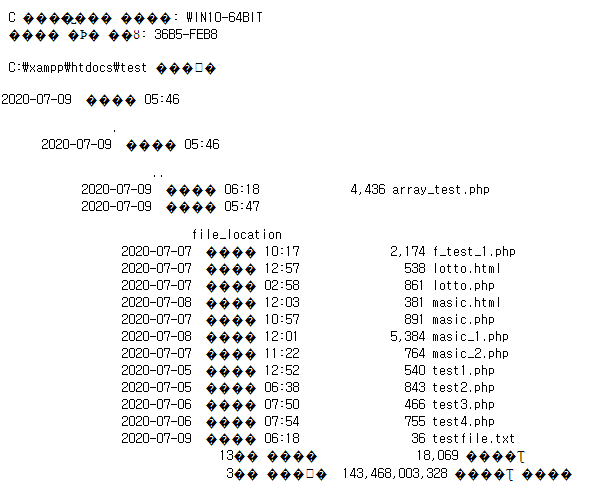 C ����̺��� ����: WIN10-64BIT
���� �Ϸ� ��ȣ: 36B5-FEB8
C:\xampp\htdocs\test ���͸�
2020-07-09 ���� 05:46
.
2020-07-09 ���� 05:46
..
2020-07-09 ���� 06:18 4,436 array_test.php
2020-07-09 ���� 05:47
file_location
2020-07-07 ���� 10:17 2,174 f_test_1.php
2020-07-07 ���� 12:57 538 lotto.html
2020-07-07 ���� 02:58 861 lotto.php
2020-07-08 ���� 12:03 381 masic.html
2020-07-07 ���� 10:57 891 masic.php
2020-07-08 ���� 12:01 5,384 masic_1.php
2020-07-07 ���� 11:22 764 masic_2.php
2020-07-05 ���� 12:52 540 test1.php
2020-07-05 ���� 06:38 843 test2.php
2020-07-06 ���� 07:50 466 test3.php
2020-07-06 ���� 07:54 755 test4.php
2020-07-09 ���� 06:18 36 testfile.txt
13�� ���� 18,069 ����Ʈ
3�� ���͸� 143,468,003,328 ����Ʈ ����